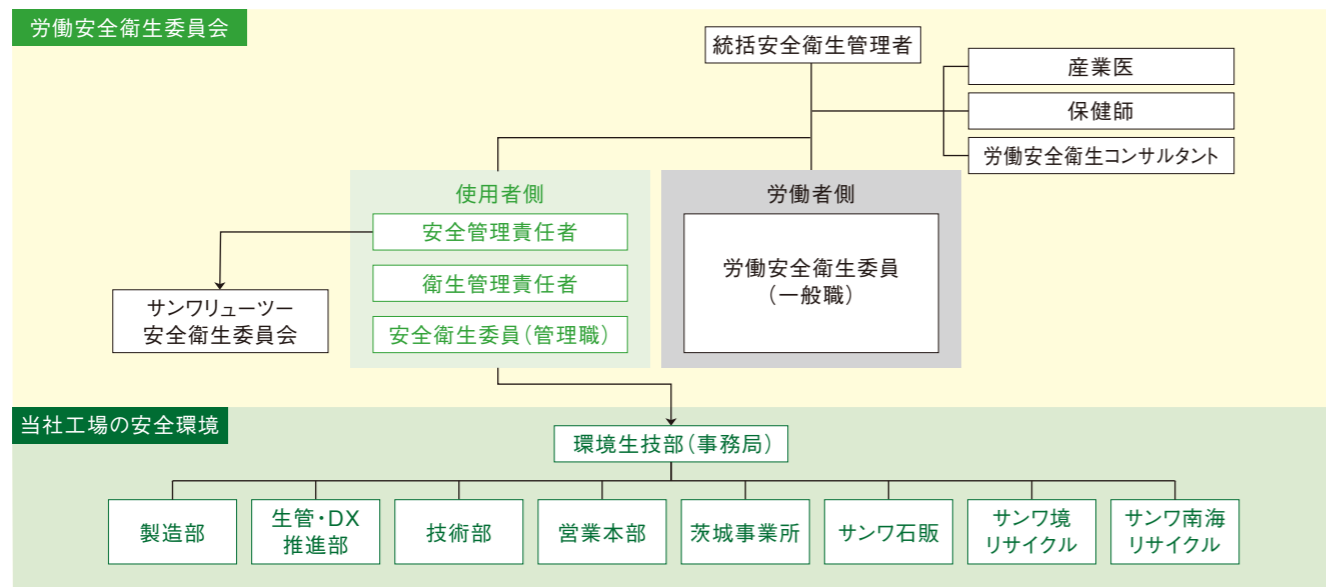 労働安全衛生委員会
統括安全衛生管理者
産業医
保健師
労働安全衛生コンサルタント
使用者側
安全管理責任者
衛生管理責任者
安全衛生委員(管理職)
労働者側
労働安全衛生委員
(一般職)
サンワリューツー
安全衛生委員会
当社工場の安全環境
環境生技部(事務局)
製造部
生管・DX
推進部
技術部
営業本部
茨城事業所
サンワ石販
サンワ境
リサイクル
サンワ南海
リサイクル